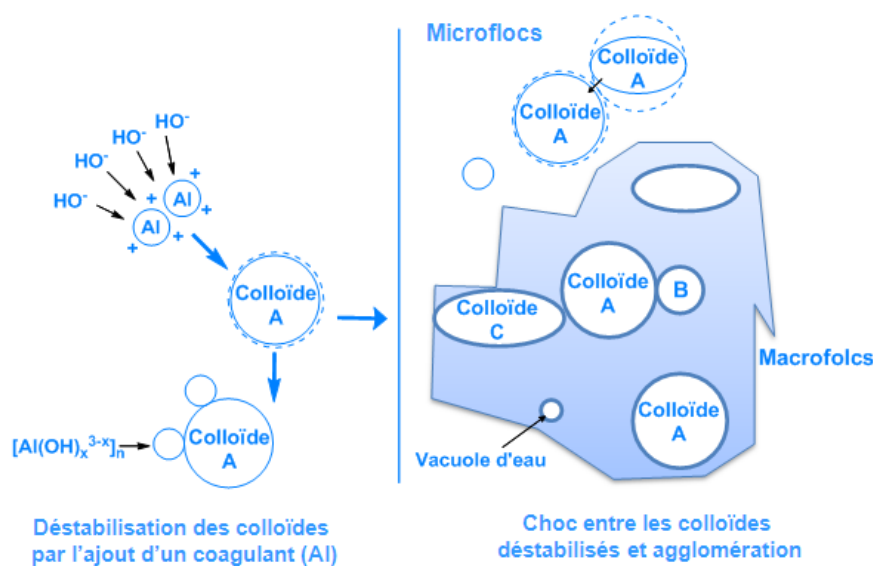 Microflocs
Colloïde
A
Colloïde
A
HO⁻
HO⁻
HO⁻
HO⁻
+ +
Al
+
+
Al
+
+
Colloïde
A
Colloïde
A
B
Colloïde
C
Macrofolcs
Colloïde
A
[Al(OH)ₓ³⁻ˣ]ₙ
Colloïde
A
Vacuole d'eau
Déstabilisation des colloïdes
par l'ajout d'un coagulant (Al)
Choc entre les colloïdes
déstabilisés et agglomération